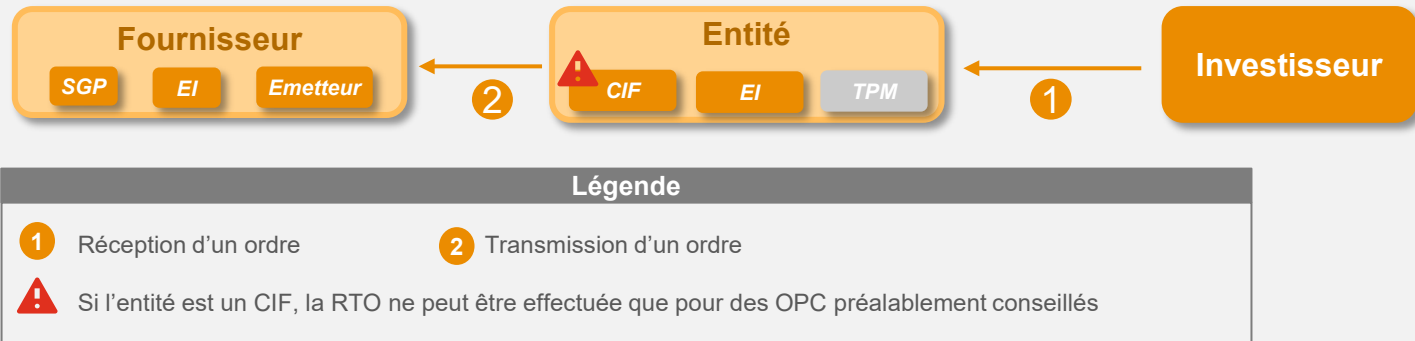 Fournisseur
SGP
EI
Emetteur
Entité
CIF
EI
TPM
Investisseur
2
1
Légende
1 Réception d’un ordre
2 Transmission d’un ordre
Si l’entité est un CIF, la RTO ne peut être effectuée que pour des OPC préalablement conseillés